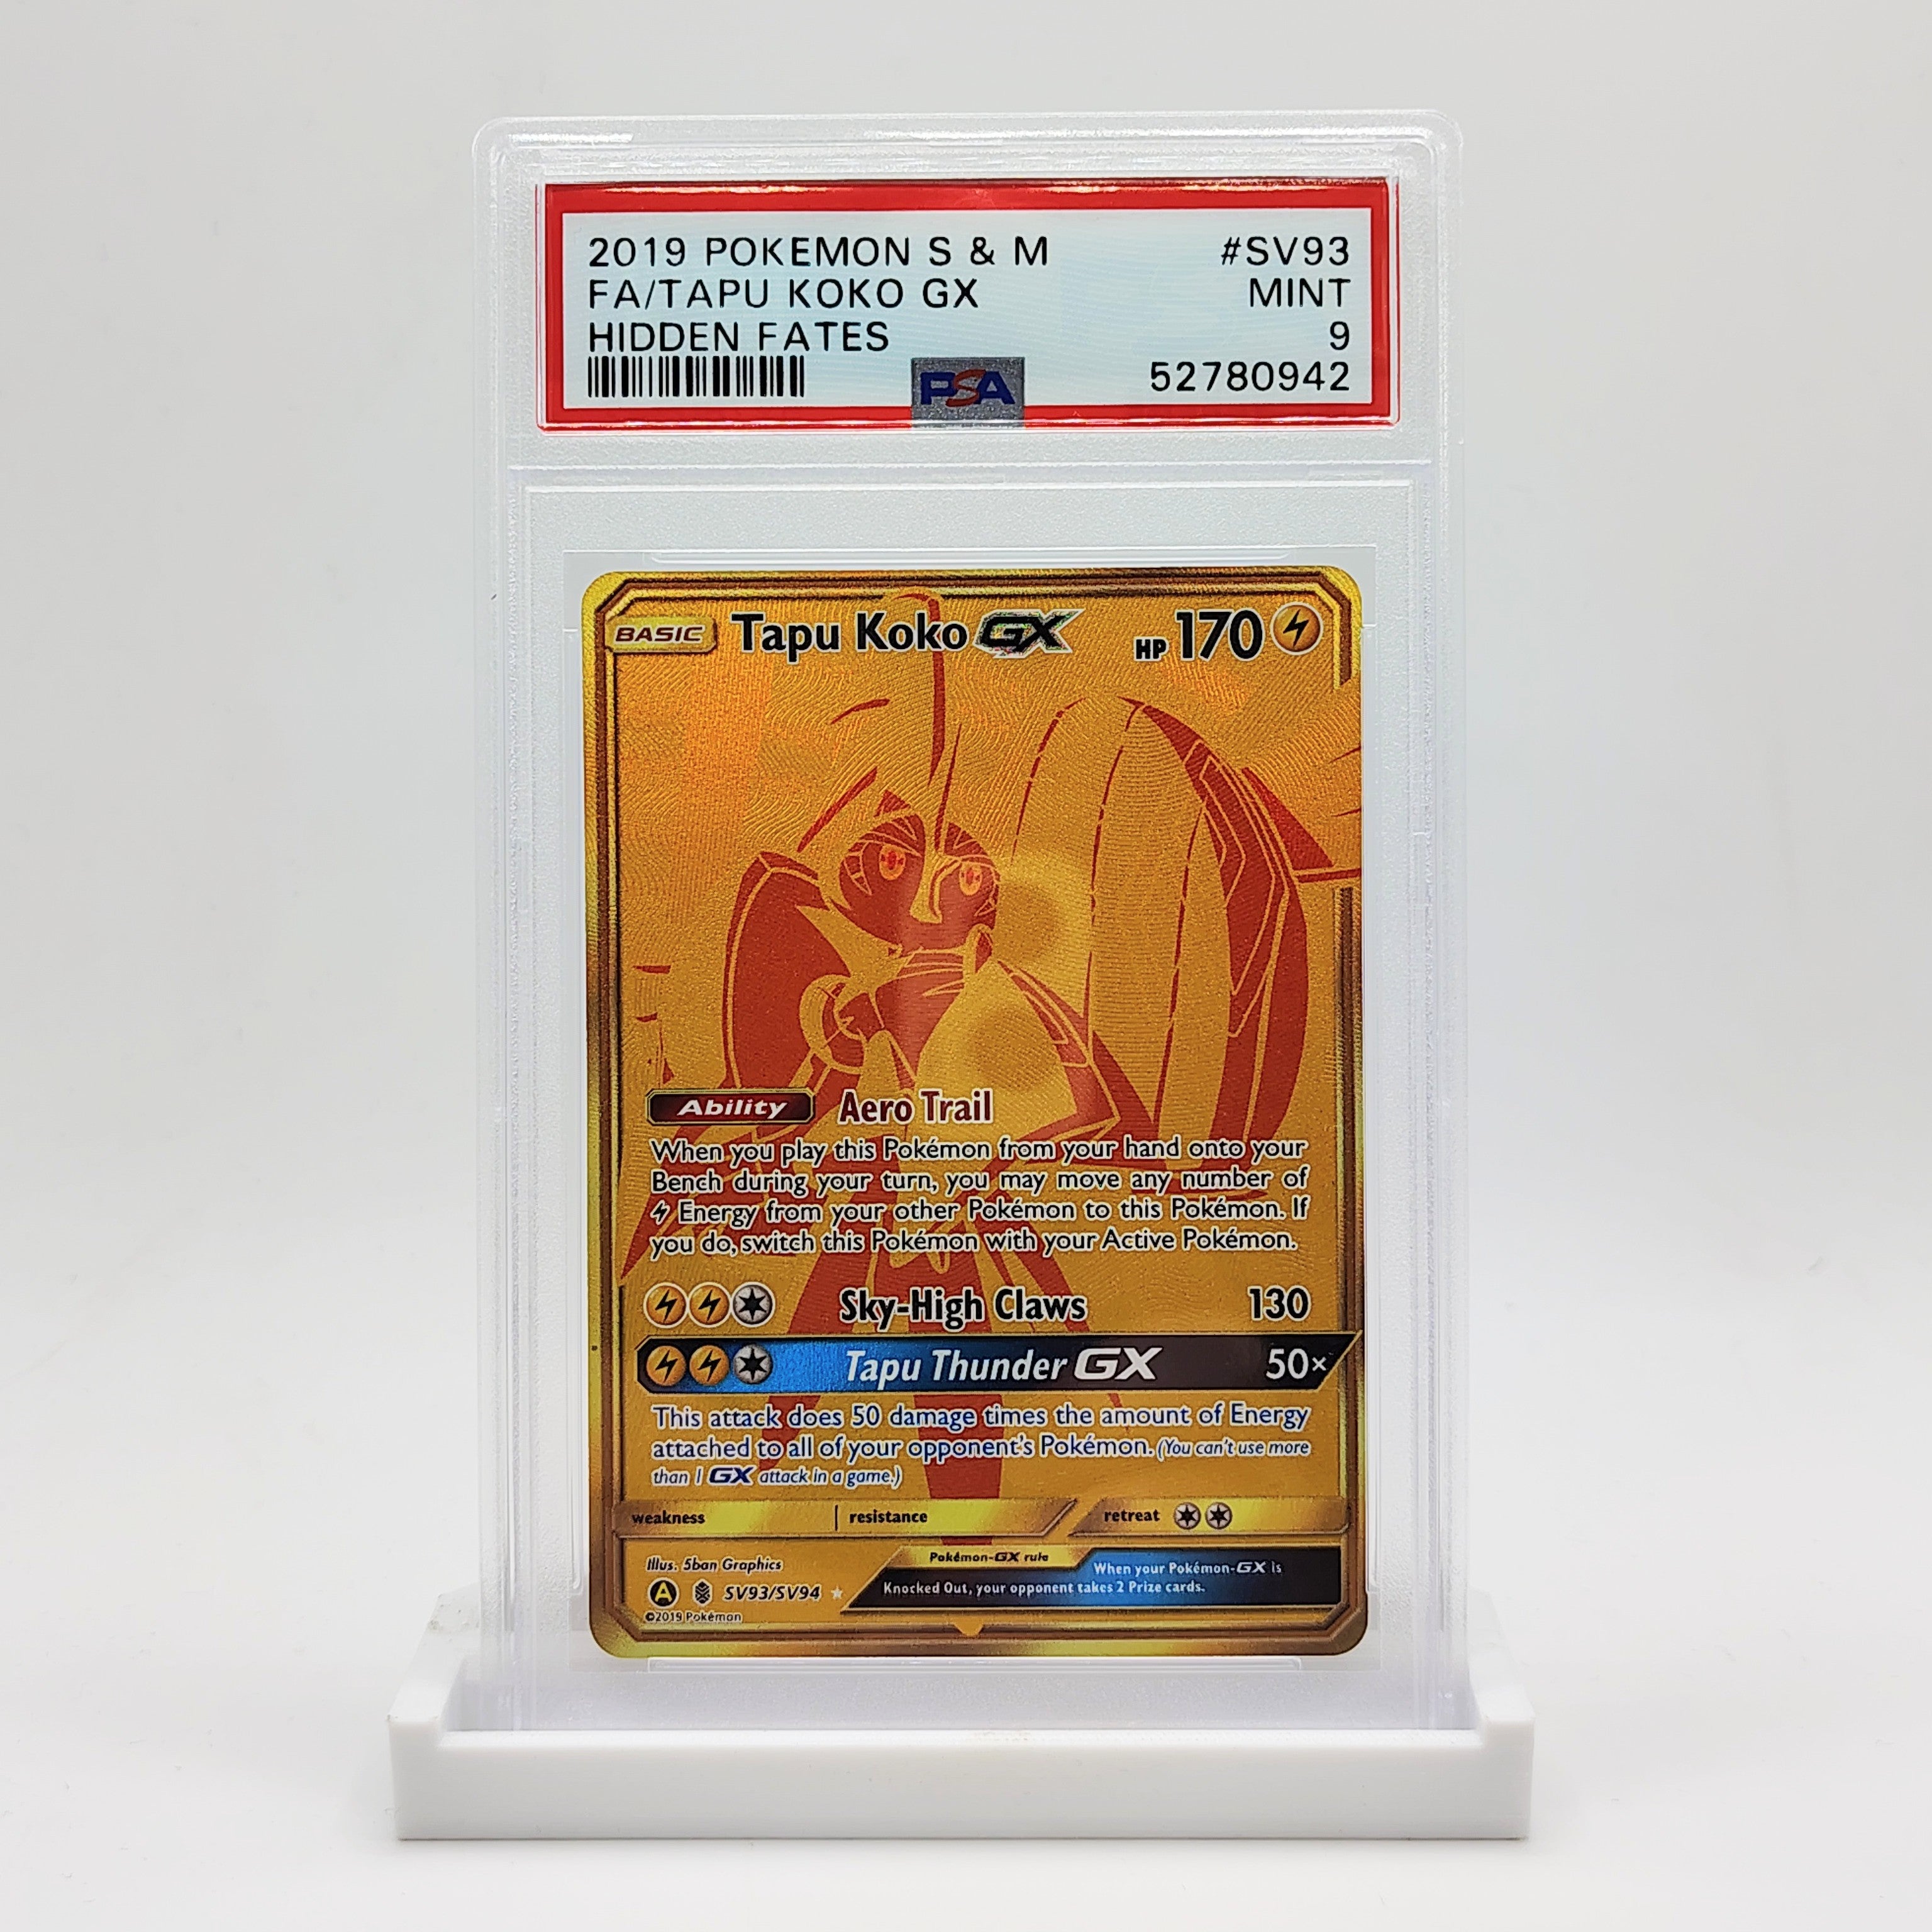 2019 POKEMON S & M #SV93
FA/TAPU KOKO GX MINT
HIDDEN FATES 9
PSA 52780942
BASIC Tapu Koko GX HP 170
Ability Aero Trail
When you play this Pokémon from your hand onto your
Bench during your turn, you may move any number of
Energy from your other Pokémon to this Pokémon. If
you do, switch this Pokémon with your Active Pokémon.
Sky-High Claws 130
Tapu Thunder GX 50×
This attack does 50 damage times the amount of Energy
attached to all of your opponent's Pokémon. (You can't use more
than 1 GX attack in a game.)
weakness resistance retreat
Illus. 5ban Graphics
Pokémon-GX rule When your Pokémon-GX is
Knocked Out, your opponent takes 2 Prize cards.
A SV93/SV94
©2019 Pokémon